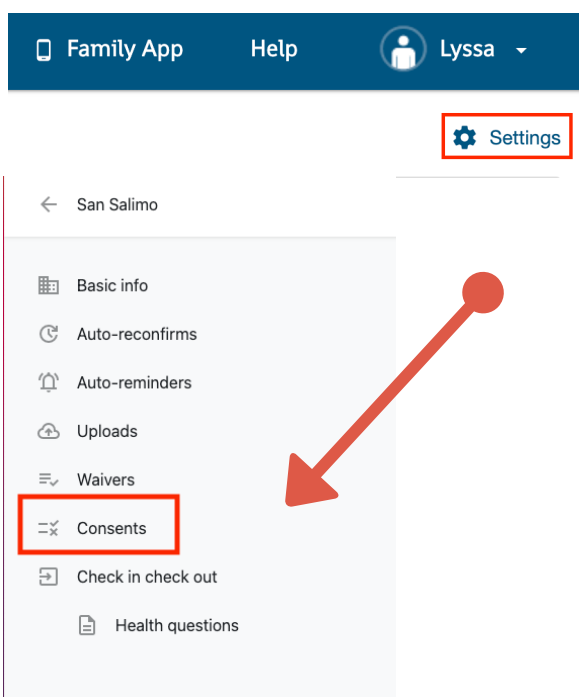 Family App Help Lyssa
Settings
San Salimo
Basic info
Auto-reconfirms
Auto-reminders
Uploads
Waivers
Consents
Check in check out
Health questions